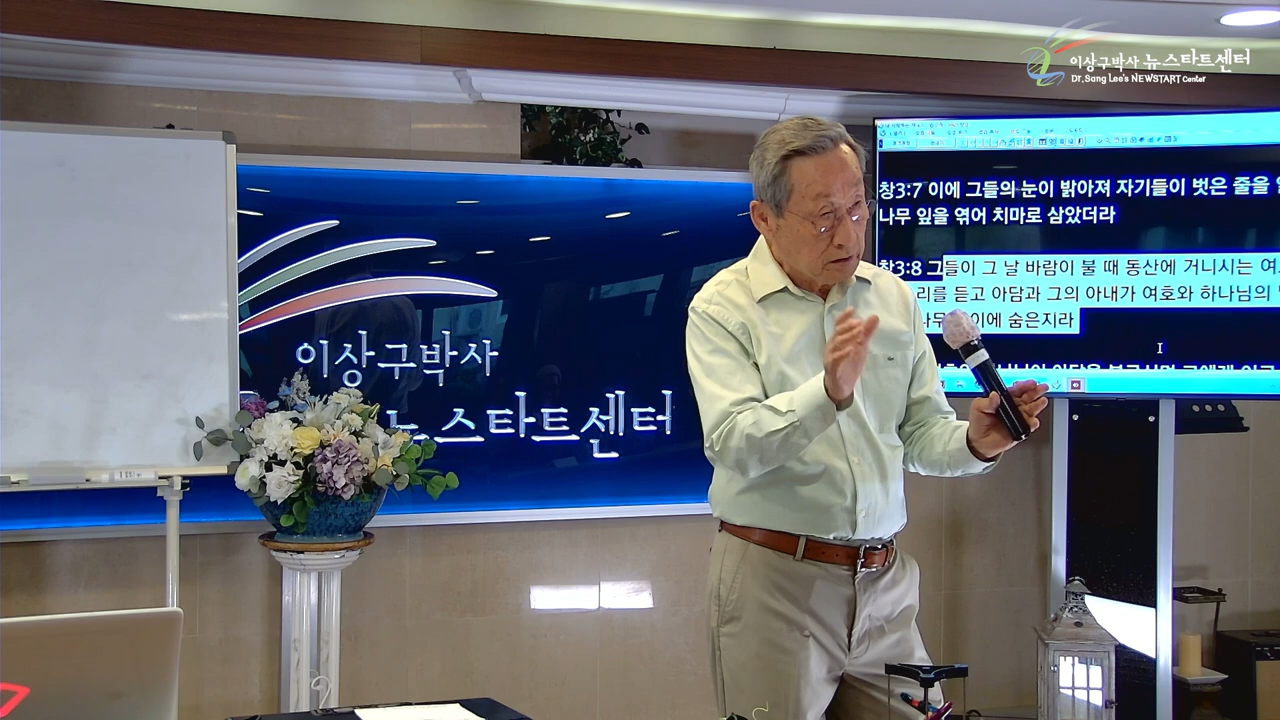 이상구박사 뉴스타트센터
Dr. Sang Lee's NEWSTART Center
창3:7 이에 그들의 눈이 밝아져 자기들이 벗은 줄을
나무 잎을 엮어 치마로 삼았더라
창3:8 그들이 그 날 바람이 불 때 동산에 거니시는
리를 듣고 아담과 그의 아내가 여호와 하나님의
나무 이에 숨은지라
이상구박사
뉴스타트센터